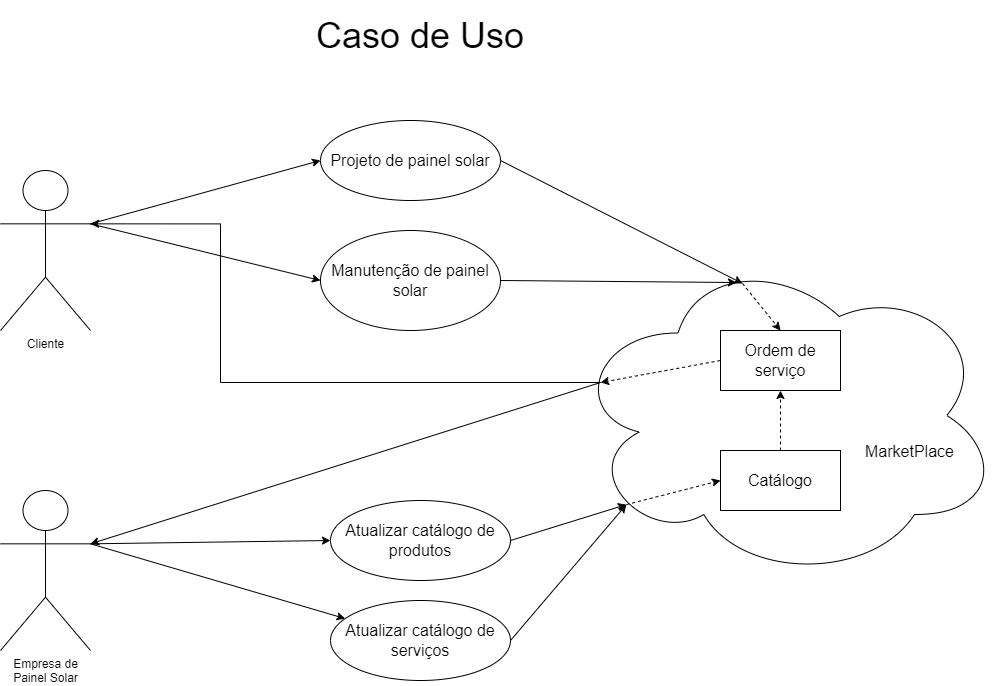 Caso de Uso
Projeto de painel solar
Manutenção de painel
solar
Cliente
Ordem de
serviço
MarketPlace
Catálogo
Atualizar catálogo de
produtos
Atualizar catálogo de
serviços
Empresa de
Painel Solar